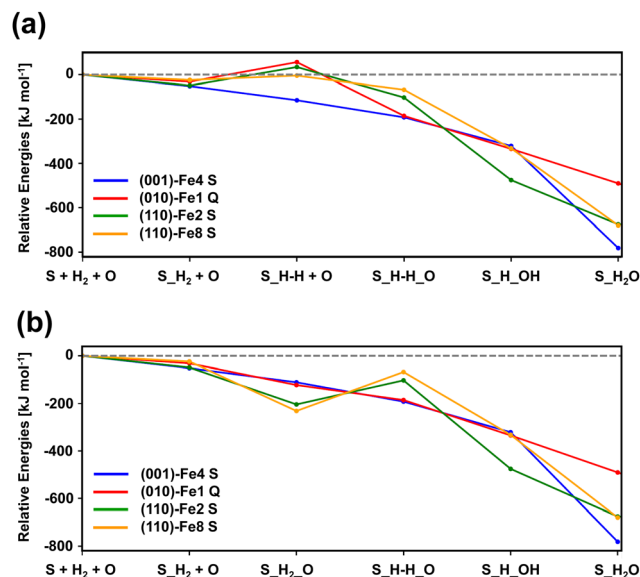 (a)
Relative Energies [kJ mol⁻¹]
0
-200
-400
-600
-800
(001)-Fe4 S
(010)-Fe1 Q
(110)-Fe2 S
(110)-Fe8 S
S + H₂ + O
S_H₂ + O
S_H-H + O
S_H-H_O
S_H_OH
S_H₂O
(b)
Relative Energies [kJ mol⁻¹]
0
-200
-400
-600
-800
(001)-Fe4 S
(010)-Fe1 Q
(110)-Fe2 S
(110)-Fe8 S
S + H₂ + O
S_H₂ + O
S_H₂_O
S_H-H_O
S_H_OH
S_H₂O